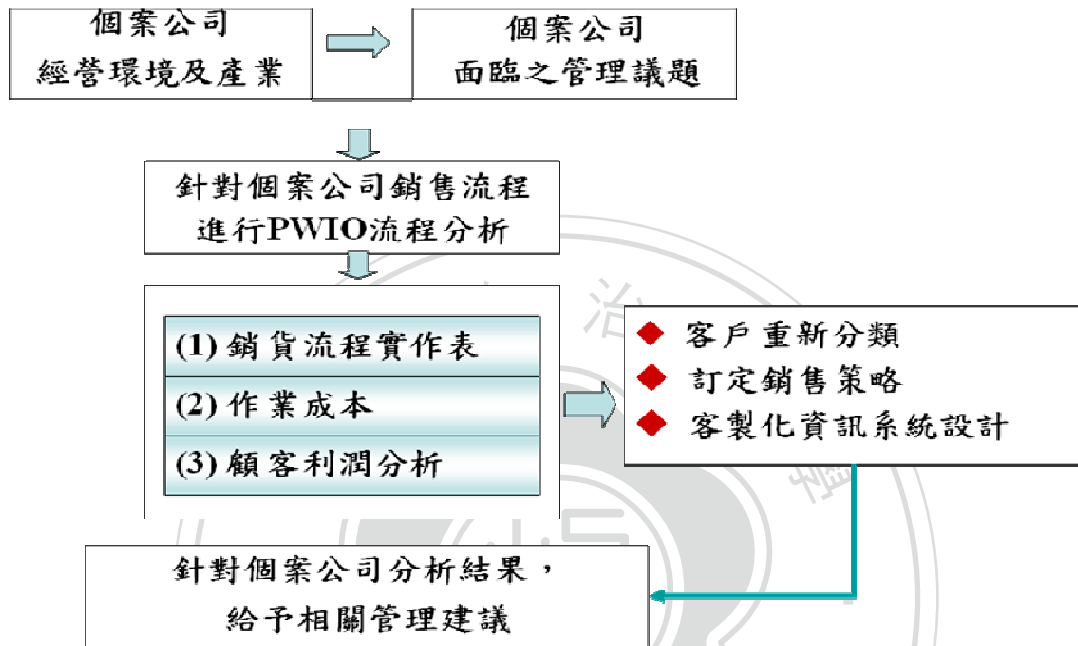 個案公司
經營環境及產業
個案公司
面臨之管理議題
針對個案公司銷售流程
進行PWIO流程分析
(1)銷貨流程實作表
(2)作業成本
(3)顧客利潤分析
客戶重新分類
訂定銷售策略
客製化資訊系統設計
針對個案公司分析結果，
給予相關管理建議
治
學